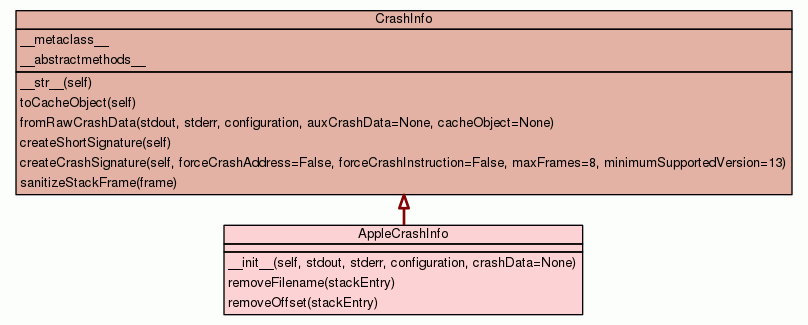 CrashInfo
__metaclass__
__abstractmethods__
__str__(self)
toCacheObject(self)
fromRawCrashData(stdout, stderr, configuration, auxCrashData=None, cacheObject=None)
createShortSignature(self)
createCrashSignature(self, forceCrashAddress=False, forceCrashInstruction=False, maxFrames=8, minimumSupportedVersion=13)
sanitizeStackFrame(frame)
AppleCrashInfo
__init__(self, stdout, stderr, configuration, crashData=None)
removeFilename(stackEntry)
removeOffset(stackEntry)